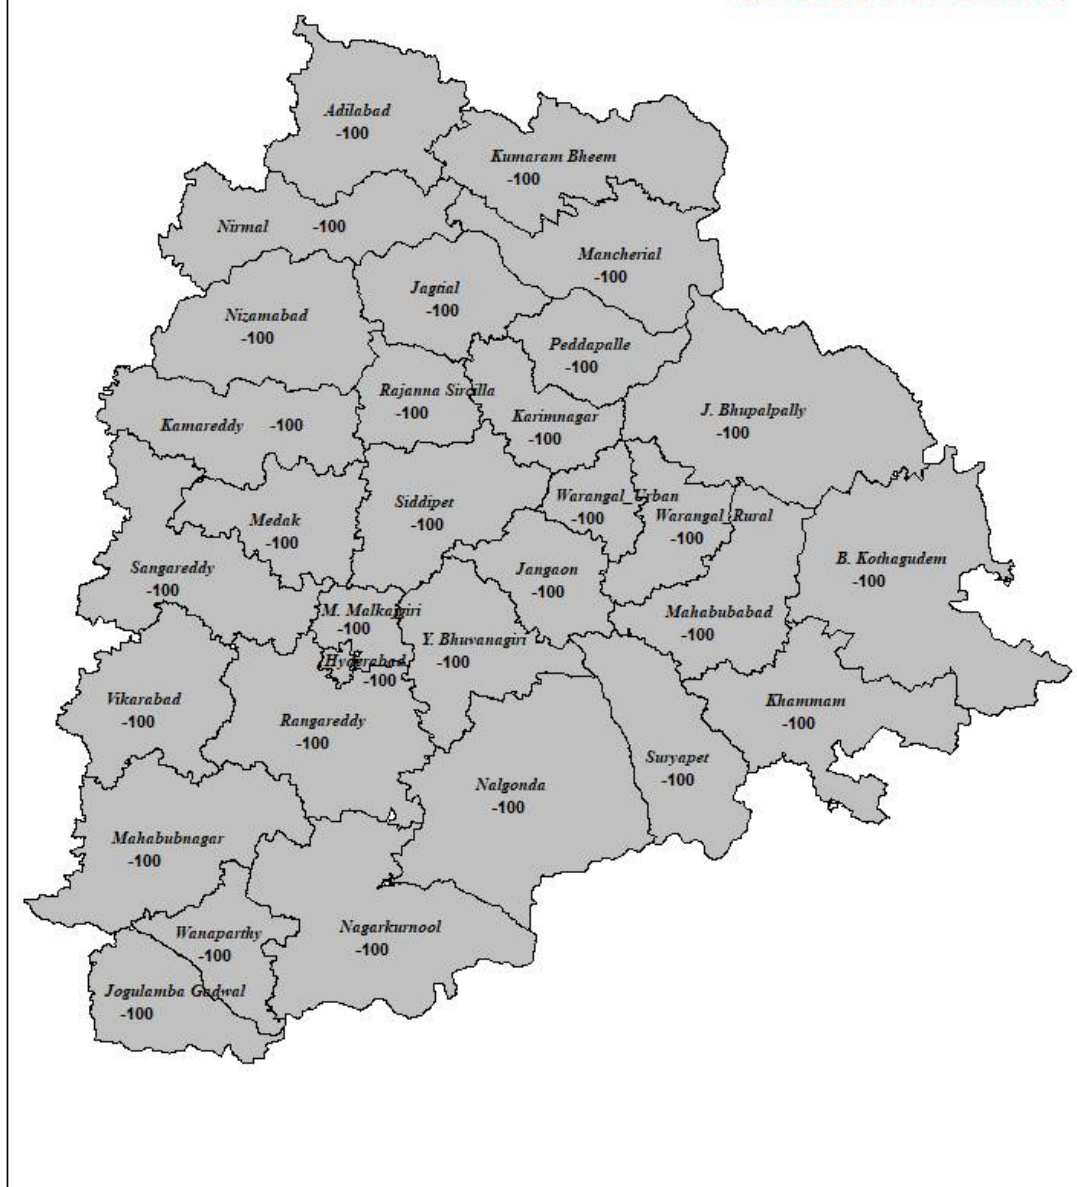 Adilabad
-100
Kumaram Bheem
-100
Nirmal -100
Mancherial
-100
Jagtial
-100
Nizamabad
-100
Peddapalle
-100
Rajanna Sircilla
-100
Karimnagar
-100
J. Bhupalpally
-100
Kamareddy -100
Siddipet
-100
Warangal_Urban
-100
Warangal_Rural
-100
Medak
-100
Sangareddy
-100
Jangaon
-100
B. Kothagudem
-100
Mahabubabad
-100
M. Malkajgiri
-100
Hyderabad
-100
Y. Bhuvanagiri
-100
Vikarabad
-100
Rangareddy
-100
Khammam
-100
Suryapet
-100
Nalgonda
-100
Mahabubnagar
-100
Wanaparthy
-100
Nagarkurnool
-100
Jogulamba Gadwal
-100